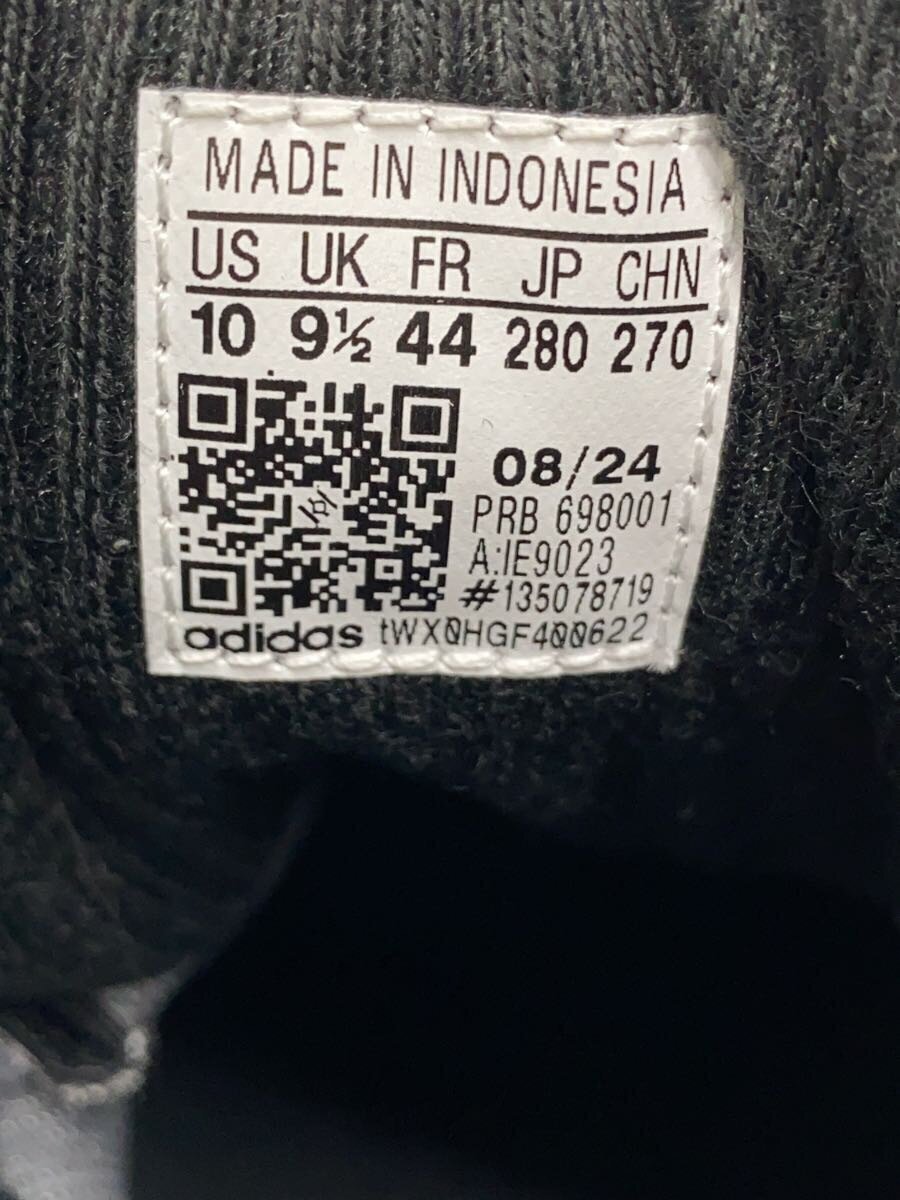 MADE IN INDONESIA
US UK FR JP CHN
10 9½ 44 280 270
08/24
PRB 698001
A:IE9023
#135078719
adidas tWX0HGF400622